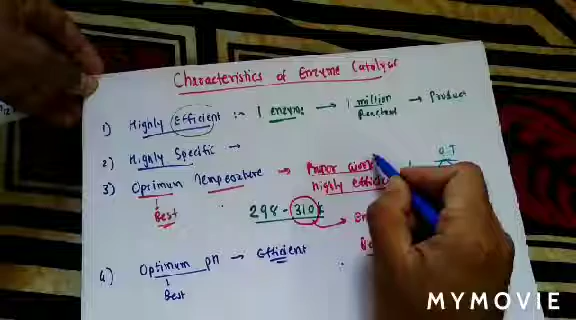 Characteristics of Enzyme Catalyst
1) Highly Efficient :- 1 enzyme → 1 million Reactant → Product
2) Highly Specific →
3) Optimum Temperature → highly efficie
Best
298 - 310 K
O.T
4) Optimum pH → Efficient
Best
MYMOVIE